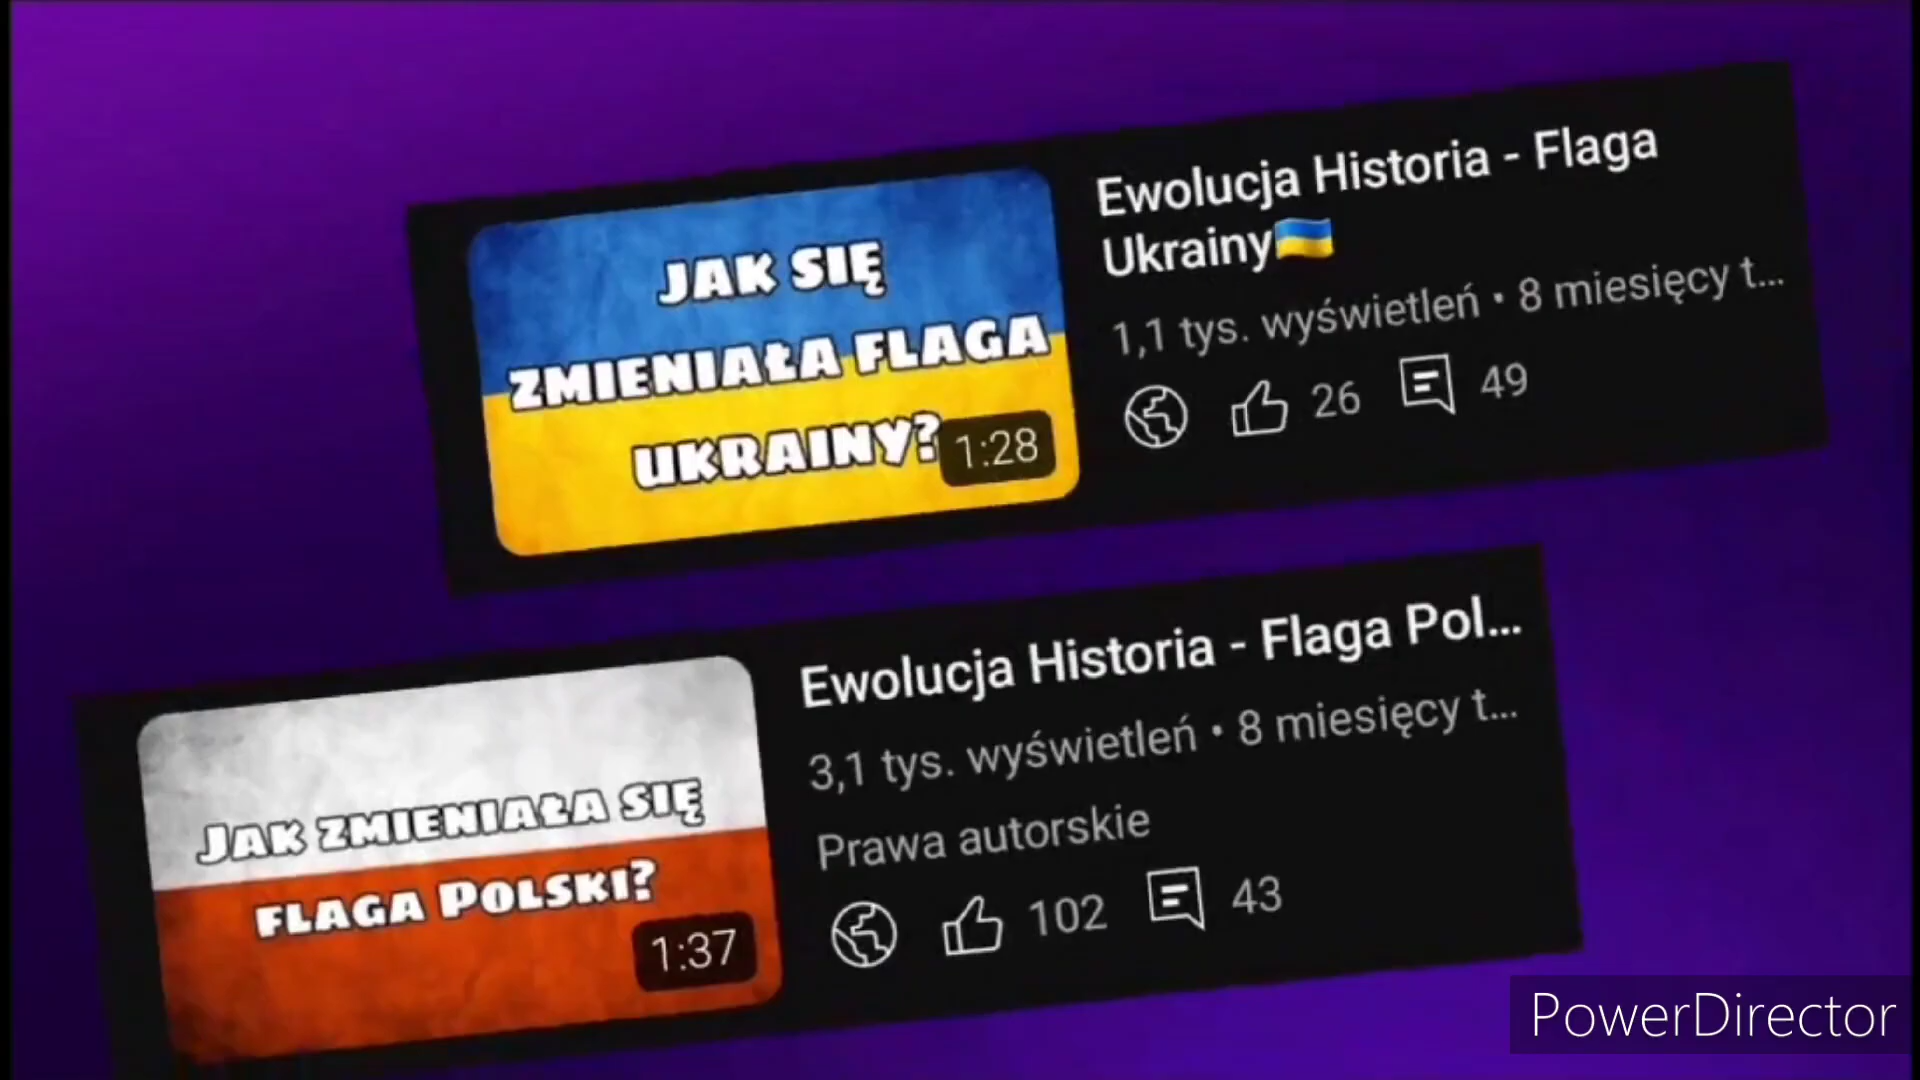 JAK SIĘ
ZMIENIAŁA FLAGA
UKRAINY?
1:28
Ewolucja Historia - Flaga
Ukrainy🇺🇦
1,1 tys. wyświetleń • 8 miesięcy t...
26 49
JAK ZMIENIAŁA SIĘ
FLAGA POLSKI?
1:37
Ewolucja Historia - Flaga Pol...
3,1 tys. wyświetleń • 8 miesięcy t...
Prawa autorskie
102 43
PowerDirector